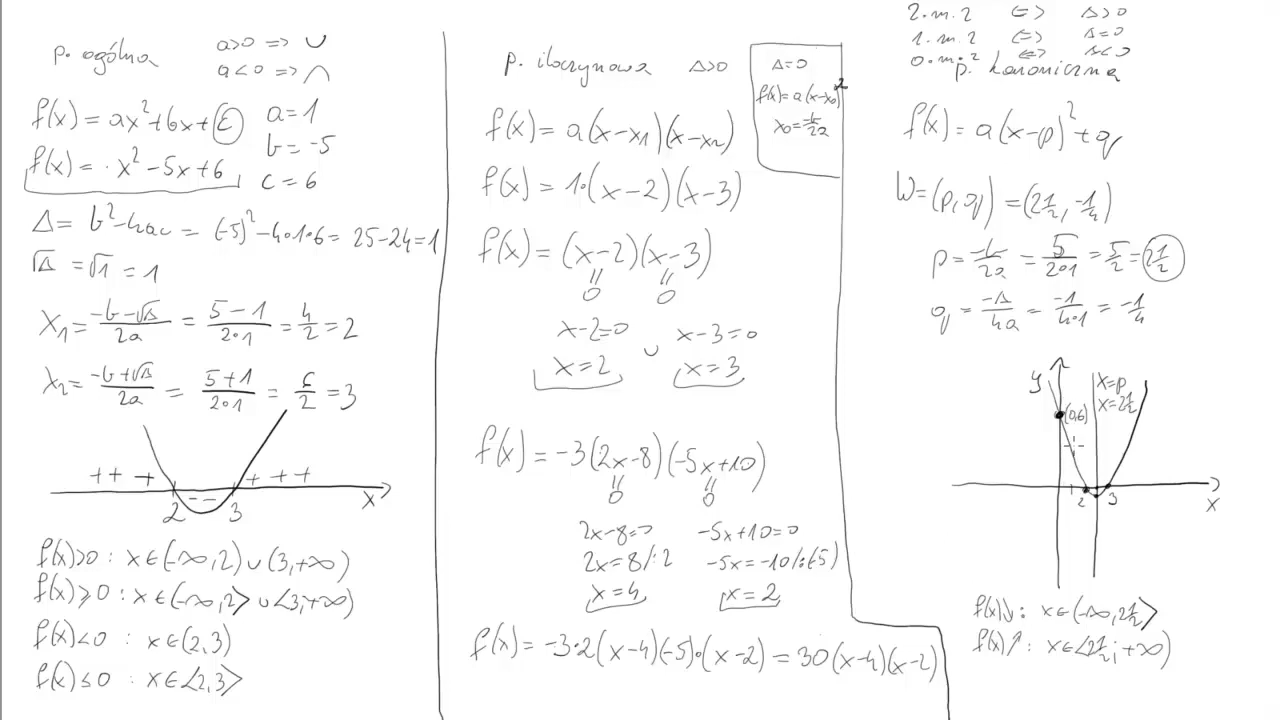 p. ogólna
a>0 => ∪
a<0 => ∩
f(x) = ax²+bx+c
a=1
f(x) = x²-5x+6
b=-5
c=6
Δ = b²-4ac = (-5)²-4·1·6 = 25-24=1
√Δ = √1 = 1
x₁ = (-b-√Δ)/2a = (5-1)/(2·1) = 4/2 = 2
x₂ = (-b+√Δ)/2a = (5+1)/(2·1) = 6/2 = 3
++ + + + +
-- 
2 3 x
f(x)>0 : x∈(-∞,2)∪(3,+∞)
f(x)≥0 : x∈(-∞,2>∪<3,+∞)
f(x)<0 : x∈(2,3)
f(x)≤0 : x∈<2,3>
p. iloczynowa Δ>0
Δ=0
f(x)=a(x-x₀)²
x₀=-b/2a
f(x) = a(x-x₁)(x-x₂)
f(x) = 1·(x-2)(x-3)
f(x) = (x-2)(x-3)
= =
0 0
x-2=0 ∪ x-3=0
x=2 x=3
f(x) = -3(2x-8)(-5x+10)
= =
0 0
2x-8=0 -5x+10=0
2x=8/:2 -5x=-10/:(-5)
x=4 x=2
f(x) = -3·2(x-4)(-5)·(x-2) = 30(x-4)(x-2)
2.m.z <=> Δ>0
1.m.z <=> Δ=0
0.m.z <=> Δ<0
p. kanoniczna
f(x) = a(x-p)²+q
W=(p,q)=(2½,-¼)
p = -b/2a = 5/(2·1) = 5/2 = 2½
q = -Δ/4a = -1/(4·1) = -¼
y
x=p
x=2½
(0,6)
2 3 x
f(x)↓: x∈(-∞,2½>
f(x)↑: x∈<2½;+∞)